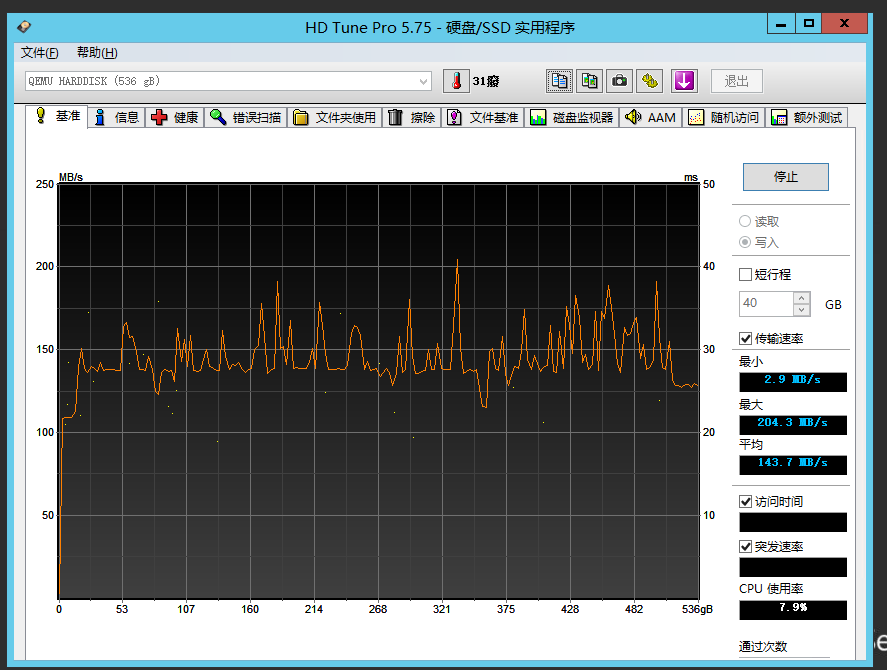 HD Tune Pro 5.75 - 硬盘/SSD 实用程序
文件(F) 帮助(H)
QEMU HARDDISK (536 gB) 31癈 退出
基准 信息 健康 错误扫描 文件夹使用 擦除 文件基准 磁盘监视器 AAM 随机访问 额外测试
MB/s ms
250 50
200 40
150 30
100 20
50 10
0 53 107 160 214 268 321 375 428 482 536gB
停止
读取
写入
短行程
40 GB
传输速率
最小
2.9 MB/s
最大
204.3 MB/s
平均
143.7 MB/s
访问时间
突发速率
CPU 使用率
7.9%
通过次数